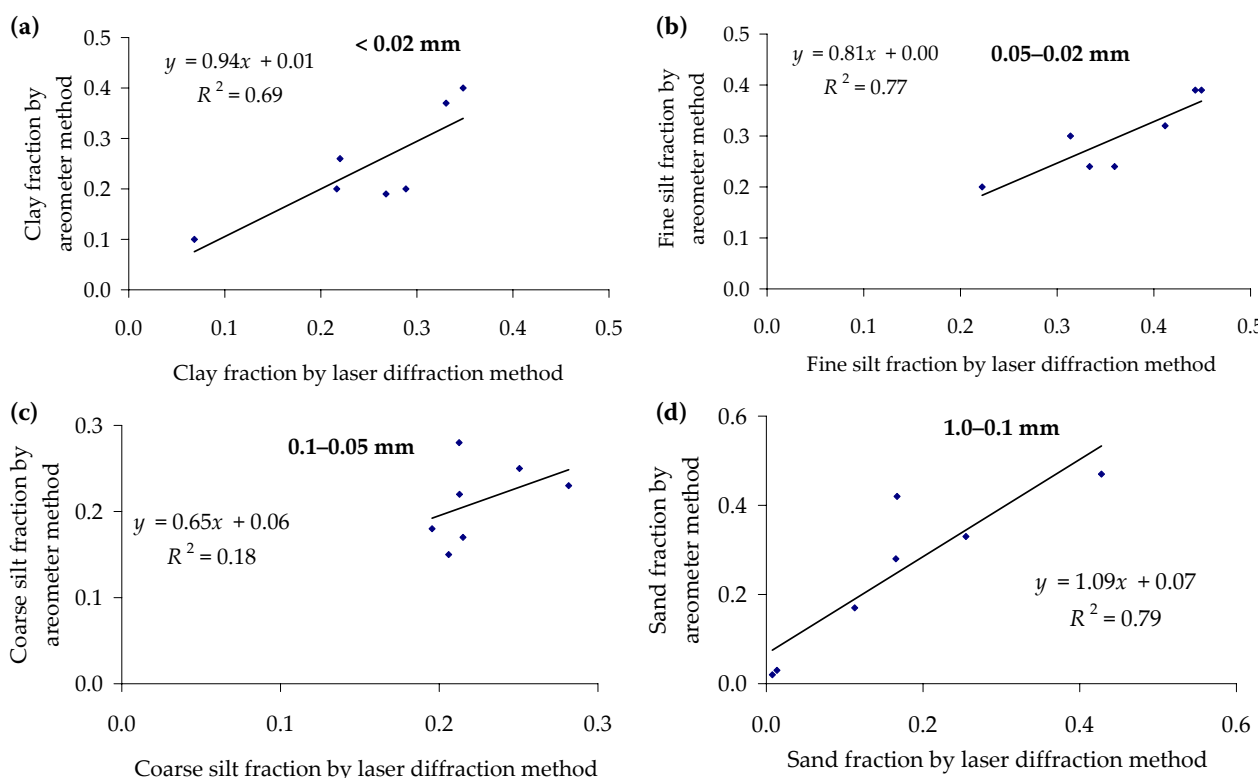 (a)
< 0.02 mm
y = 0.94x + 0.01
R 2 = 0.69
Clay fraction by
areometer method
0.5
0.4
0.3
0.2
0.1
0.0
0.0 0.1 0.2 0.3 0.4 0.5
Clay fraction by laser diffraction method
(b)
0.05–0.02 mm
y = 0.81x + 0.00
R 2 = 0.77
Fine silt fraction by
areometer method
0.5
0.4
0.3
0.2
0.1
0.0
0.0 0.1 0.2 0.3 0.4 0.5
Fine silt fraction by laser diffraction method
(c)
0.1–0.05 mm
y = 0.65x + 0.06
R 2 = 0.18
Coarse silt fraction by
areometer method
0.3
0.2
0.1
0.0
0.0 0.1 0.2 0.3
Coarse silt fraction by laser diffraction method
(d)
1.0–0.1 mm
y = 1.09x + 0.07
R 2 = 0.79
Sand fraction by
areometer method
0.6
0.4
0.2
0.0
0.0 0.2 0.4 0.6
Sand fraction by laser diffraction method